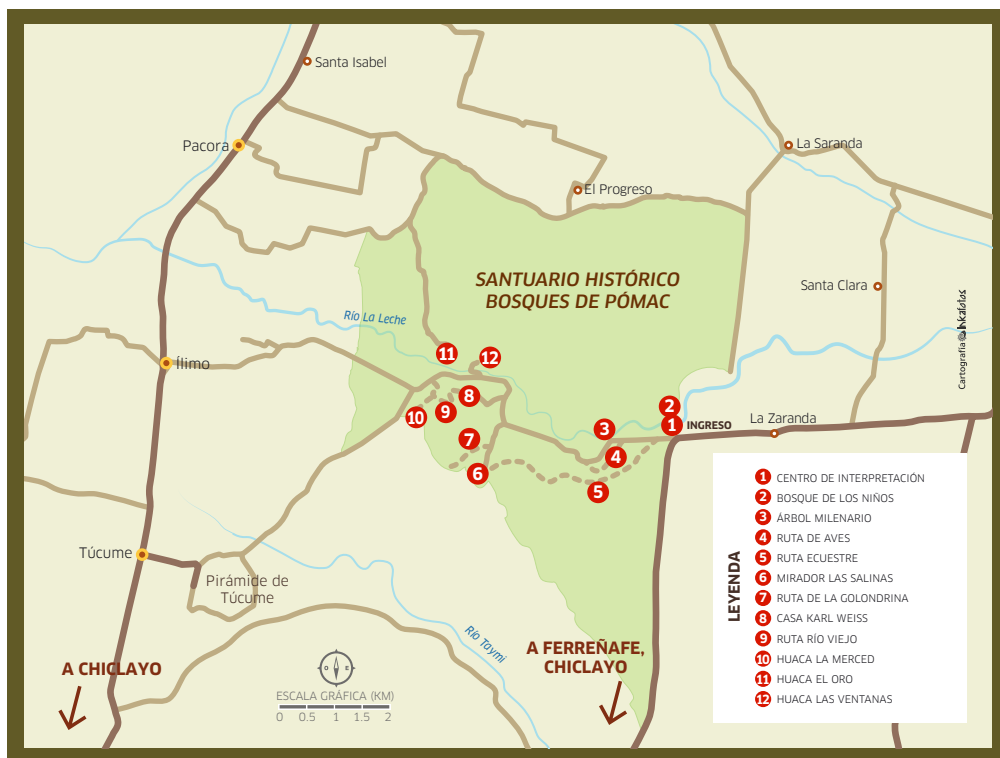 Santa Isabel
Pacora
La Saranda
El Progreso
SANTUARIO HISTÓRICO
BOSQUES DE PÓMAC
Santa Clara
Río La Leche
Cartografía @inkafotos
11
12
Ílimo
8
10
9
2
1
INGRESO
La Zaranda
3
7
4
6
5
Túcume
Pirámide de
Túcume
Río Taymi
A FERREÑAFE,
CHICLAYO
A CHICLAYO
O E
ESCALA GRÁFICA (KM)
0 0.5 1 1.5 2
LEYENDA
1 CENTRO DE INTERPRETACIÓN
2 BOSQUE DE LOS NIÑOS
3 ÁRBOL MILENARIO
4 RUTA DE AVES
5 RUTA ECUESTRE
6 MIRADOR LAS SALINAS
7 RUTA DE LA GOLONDRINA
8 CASA KARL WEISS
9 RUTA RÍO VIEJO
10 HUACA LA MERCED
11 HUACA EL ORO
12 HUACA LAS VENTANAS